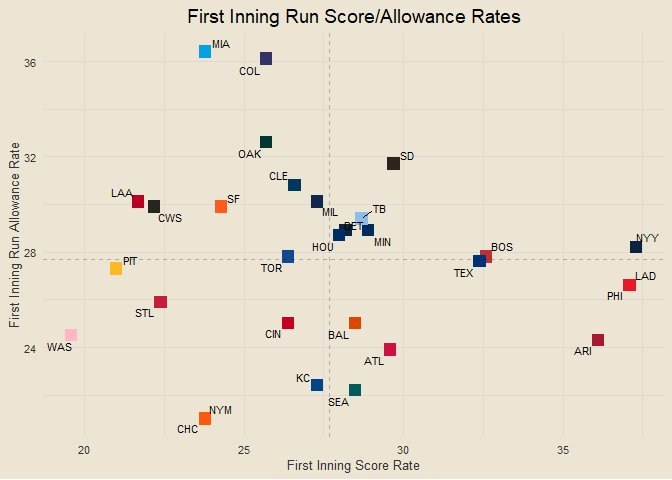 First Inning Run Score/Allowance Rates
First Inning Run Allowance Rate
36
32
28
24
MIA
COL
OAK
SD
CLE
LAA
CWS
SF
MIL
TB
DET
HOU
MIN
NYY
BOS
TEX
TOR
PIT
LAD
PHI
STL
WAS
CIN
BAL
ATL
ARI
KC
SEA
NYM
CHC
20
25
30
35
First Inning Score Rate